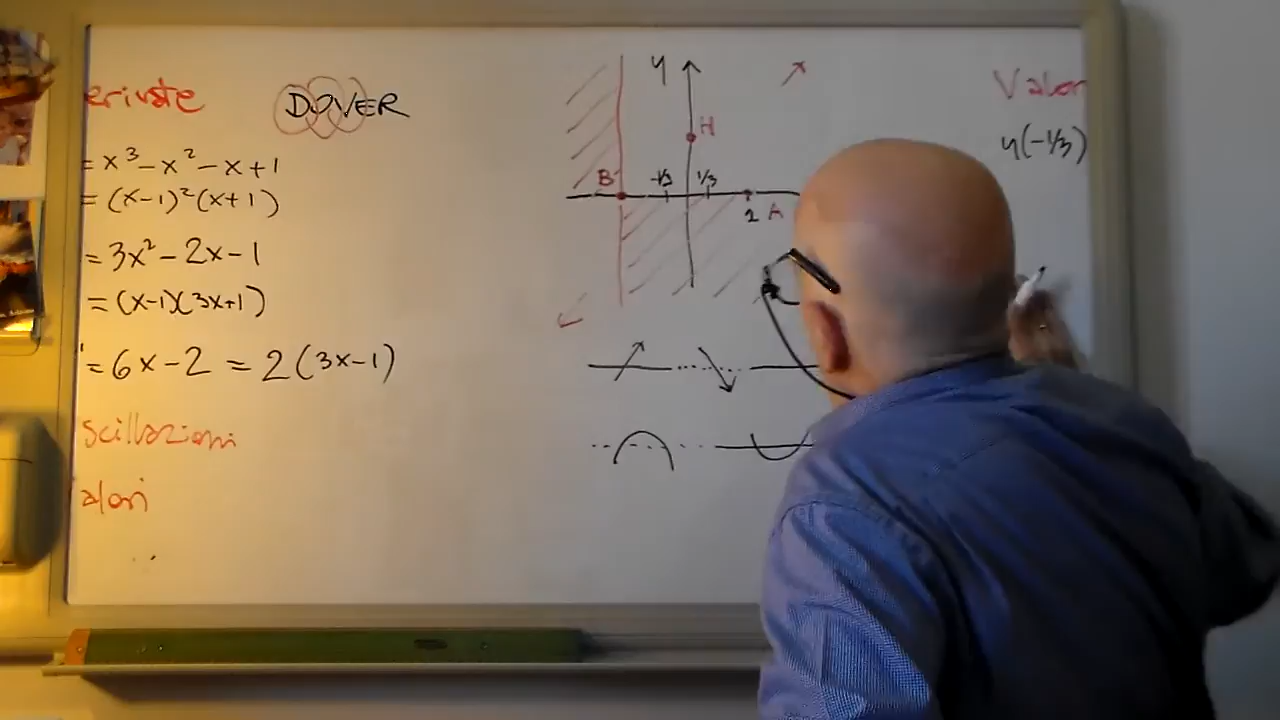 erivate
DOVER
= x³ - x² - x + 1
= (x-1)²(x+1)
= 3x² - 2x - 1
= (x-1)(3x+1)
' = 6x - 2 = 2(3x-1)
scillazioni
alori
y
H
B -1/3 1/3
1 A
Valor
y(-1/3)